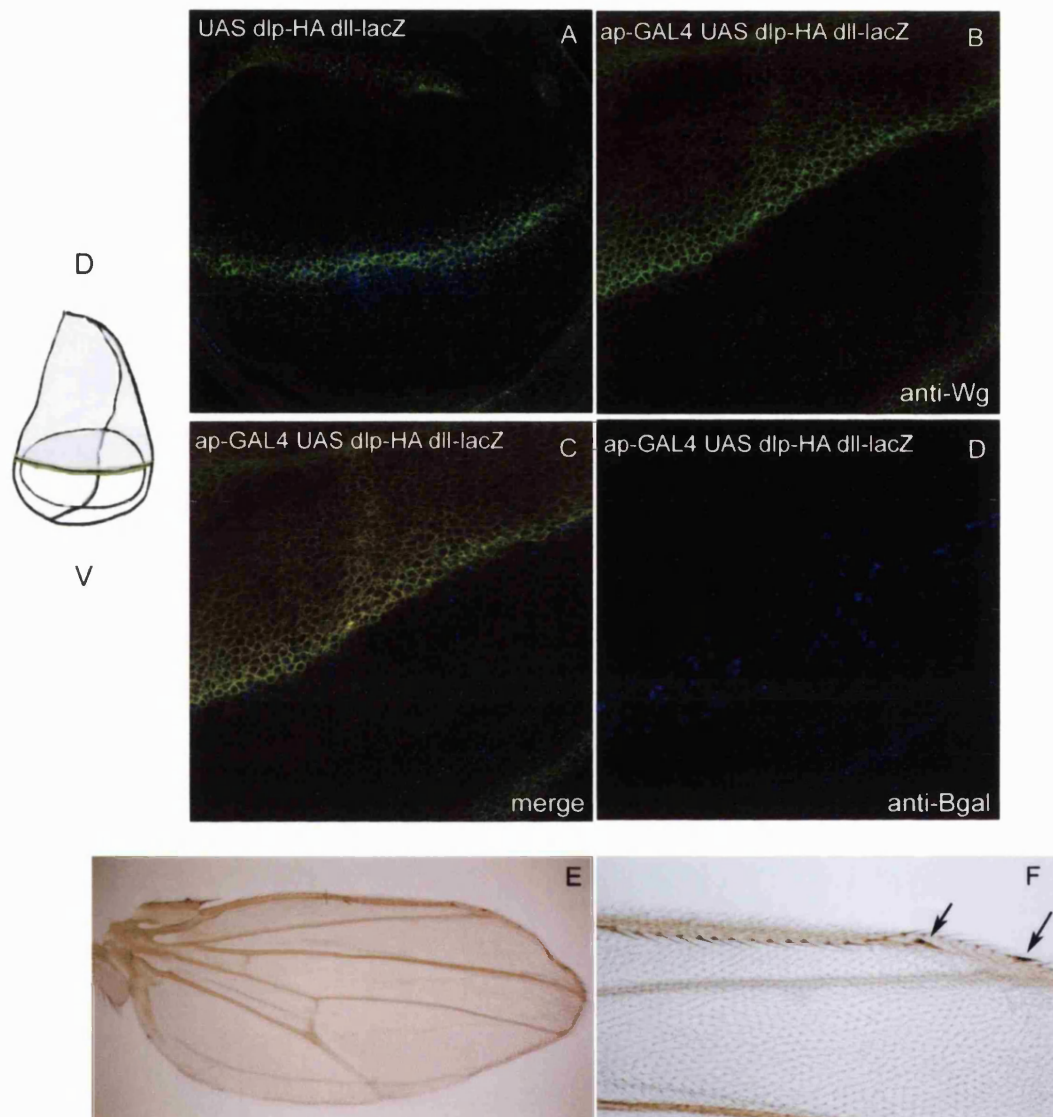 UAS dlp-HA dll-lacZ A
ap-GAL4 UAS dlp-HA dll-lacZ B
anti-Wg
D
V
ap-GAL4 UAS dlp-HA dll-lacZ C
merge
ap-GAL4 UAS dlp-HA dll-lacZ D
anti-Bgal
E
F